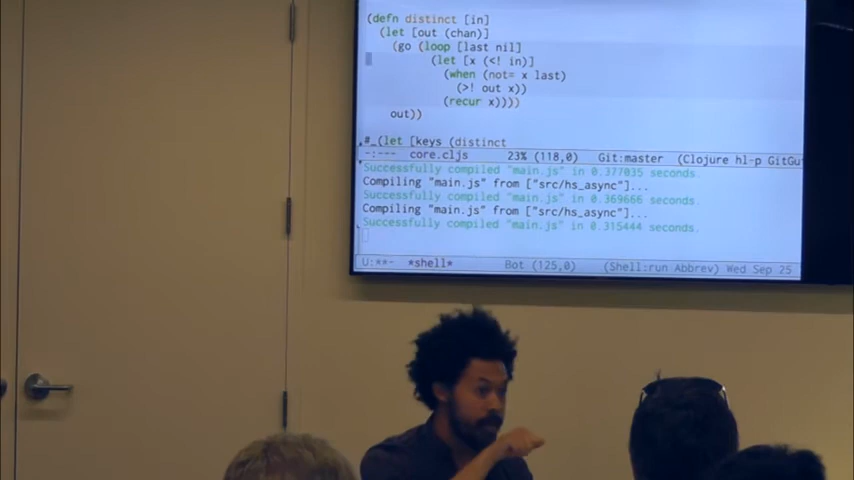 (defn distinct [in]
(let [out (chan)]
(go (loop [last nil]
(let [x (<! in)]
(when (not= x last)
(>! out x))
(recur x))))
out))
#_(let [keys (distinct
-:--- core.cljs 23% (118,0) Git:master (Clojure hl-p GitGu
Successfully compiled "main.js" in 0.377035 seconds.
Compiling "main.js" from ["src/hs_async"]...
Successfully compiled "main.js" in 0.369666 seconds.
Compiling "main.js" from ["src/hs_async"]...
Successfully compiled "main.js" in 0.315444 seconds.
U:**- *shell* Bot (125,0) (Shell:run Abbrev) Wed Sep 25